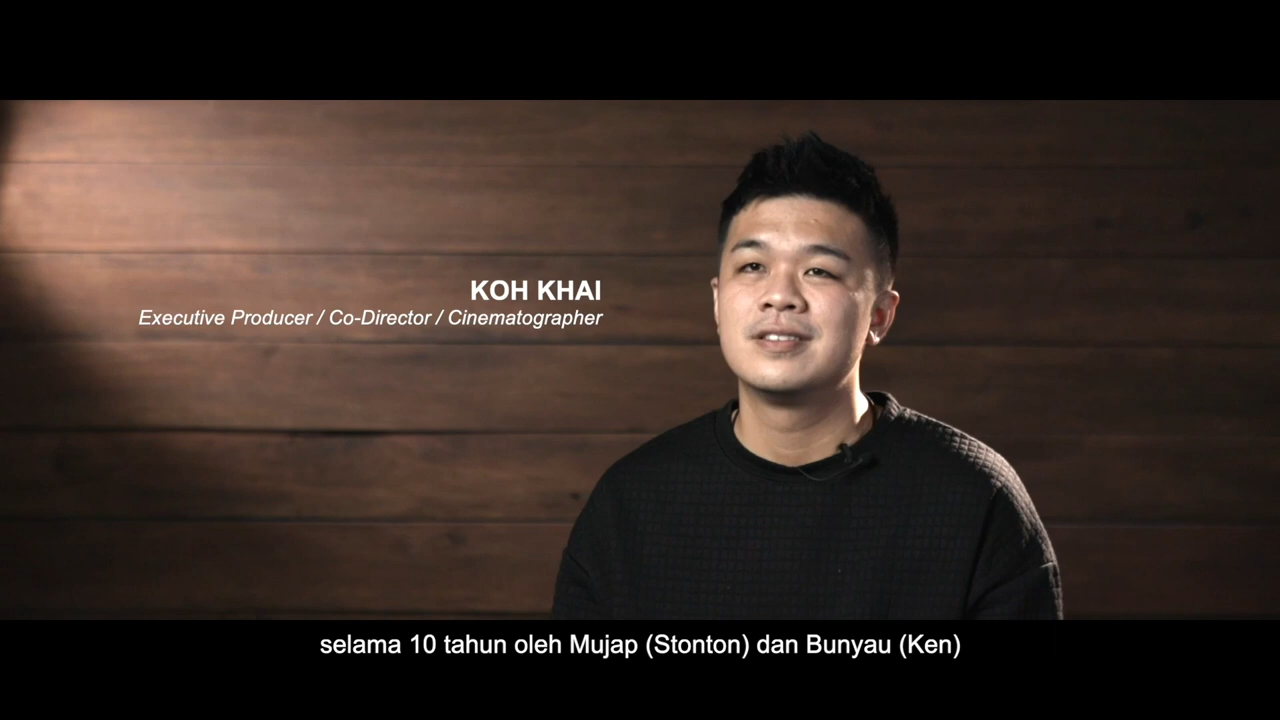 KOH KHAI
Executive Producer / Co-Director / Cinematographer
selama 10 tahun oleh Mujap (Stonton) dan Bunyau (Ken)